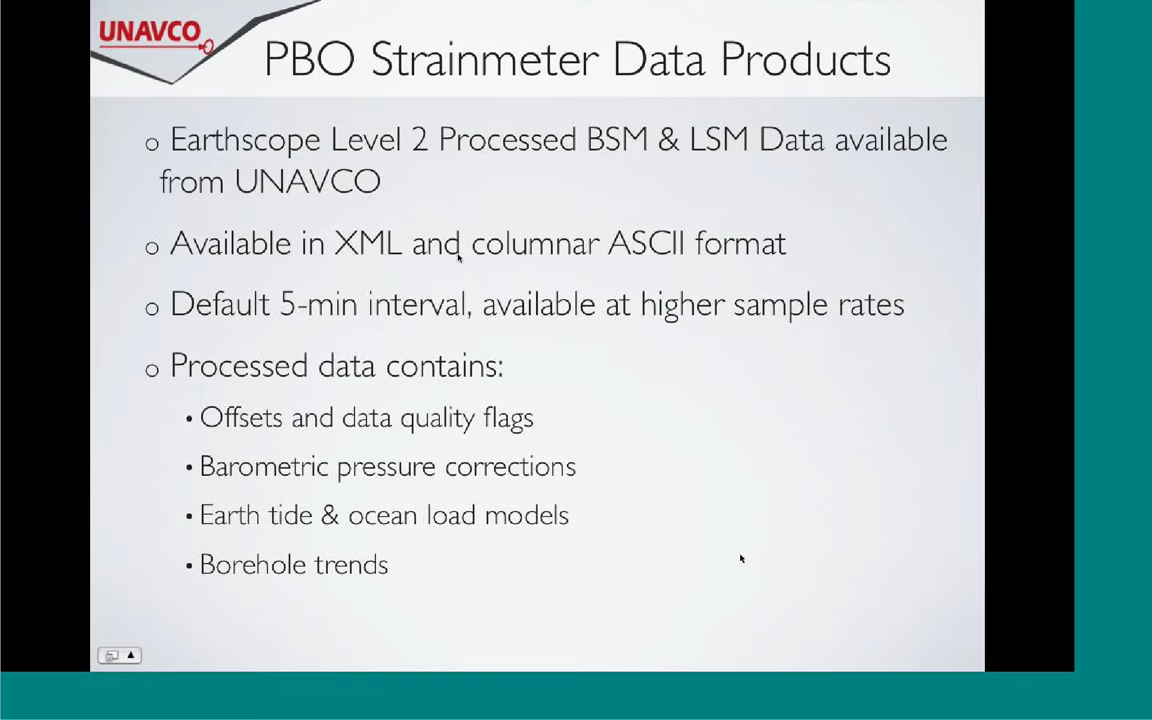 UNAVCO
PBO Strainmeter Data Products
o Earthscope Level 2 Processed BSM & LSM Data available
from UNAVCO
o Available in XML and columnar ASCII format
o Default 5-min interval, available at higher sample rates
o Processed data contains:
• Offsets and data quality flags
• Barometric pressure corrections
• Earth tide & ocean load models
• Borehole trends